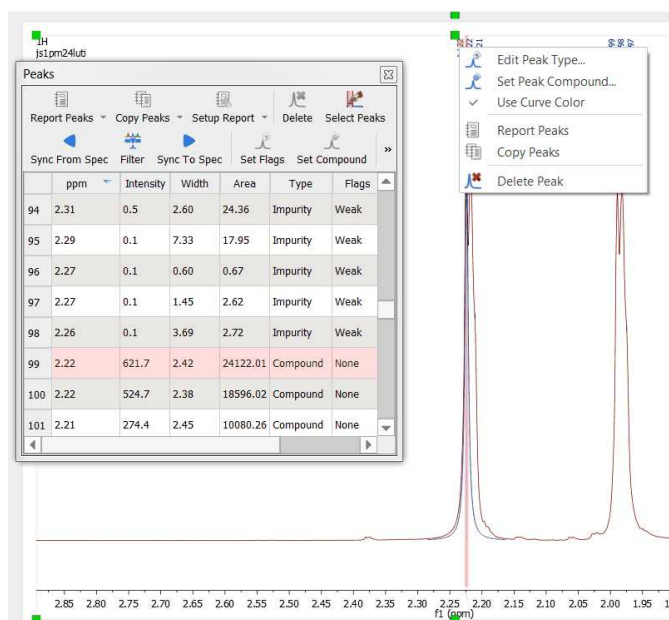 1H
js1pm24luti
22
22
21
99
98
97
Peaks
Report Peaks
Copy Peaks
Setup Report
Delete
Select Peaks
Sync From Spec
Filter
Sync To Spec
Set Flags
Set Compound
»
ppm Intensity Width Area Type Flags
94 2.31 0.5 2.60 24.36 Impurity Weak
95 2.29 0.1 7.33 17.95 Impurity Weak
96 2.27 0.1 0.60 0.67 Impurity Weak
97 2.27 0.1 1.45 2.62 Impurity Weak
98 2.26 0.1 3.69 2.72 Impurity Weak
99 2.22 621.7 2.42 24122.01 Compound None
100 2.22 524.7 2.38 18596.02 Compound None
101 2.21 274.4 2.45 10080.26 Compound None
Edit Peak Type...
Set Peak Compound...
Use Curve Color
Report Peaks
Copy Peaks
Delete Peak
2.85 2.80 2.75 2.70 2.65 2.60 2.55 2.50 2.45 2.40 2.35 2.30 2.25 2.20 2.15 2.10 2.05 2.00 1.95
f1 (ppm)